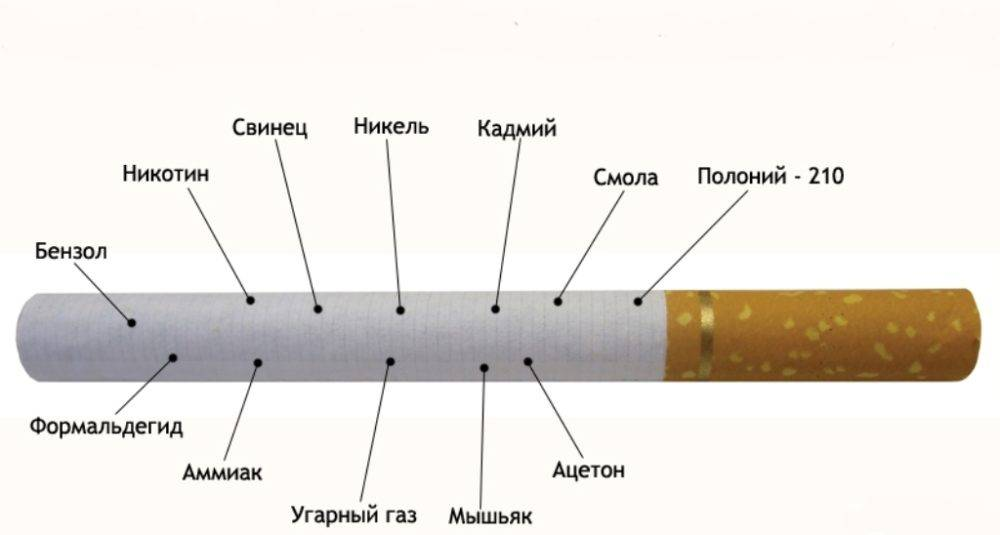 Свинец
Никель
Кадмий
Никотин
Смола
Полоний - 210
Бензол
Формальдегид
Аммиак
Ацетон
Угарный газ
Мышьяк